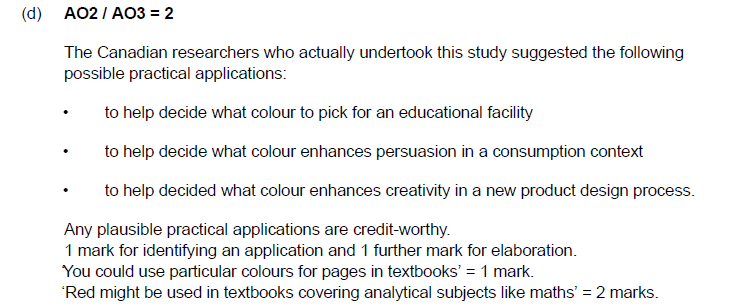 (d) AO2 / AO3 = 2
The Canadian researchers who actually undertook this study suggested the following
possible practical applications:
• to help decide what colour to pick for an educational facility
• to help decide what colour enhances persuasion in a consumption context
• to help decided what colour enhances creativity in a new product design process.
Any plausible practical applications are credit-worthy.
1 mark for identifying an application and 1 further mark for elaboration.
'You could use particular colours for pages in textbooks' = 1 mark.
'Red might be used in textbooks covering analytical subjects like maths' = 2 marks.